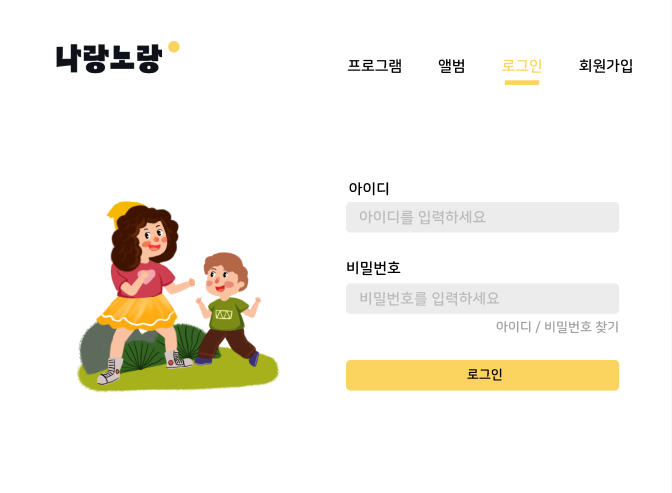 나랑노랑
프로그램 앨범 로그인 회원가입
아이디
아이디를 입력하세요
비밀번호
비밀번호를 입력하세요
아이디 / 비밀번호 찾기
로그인